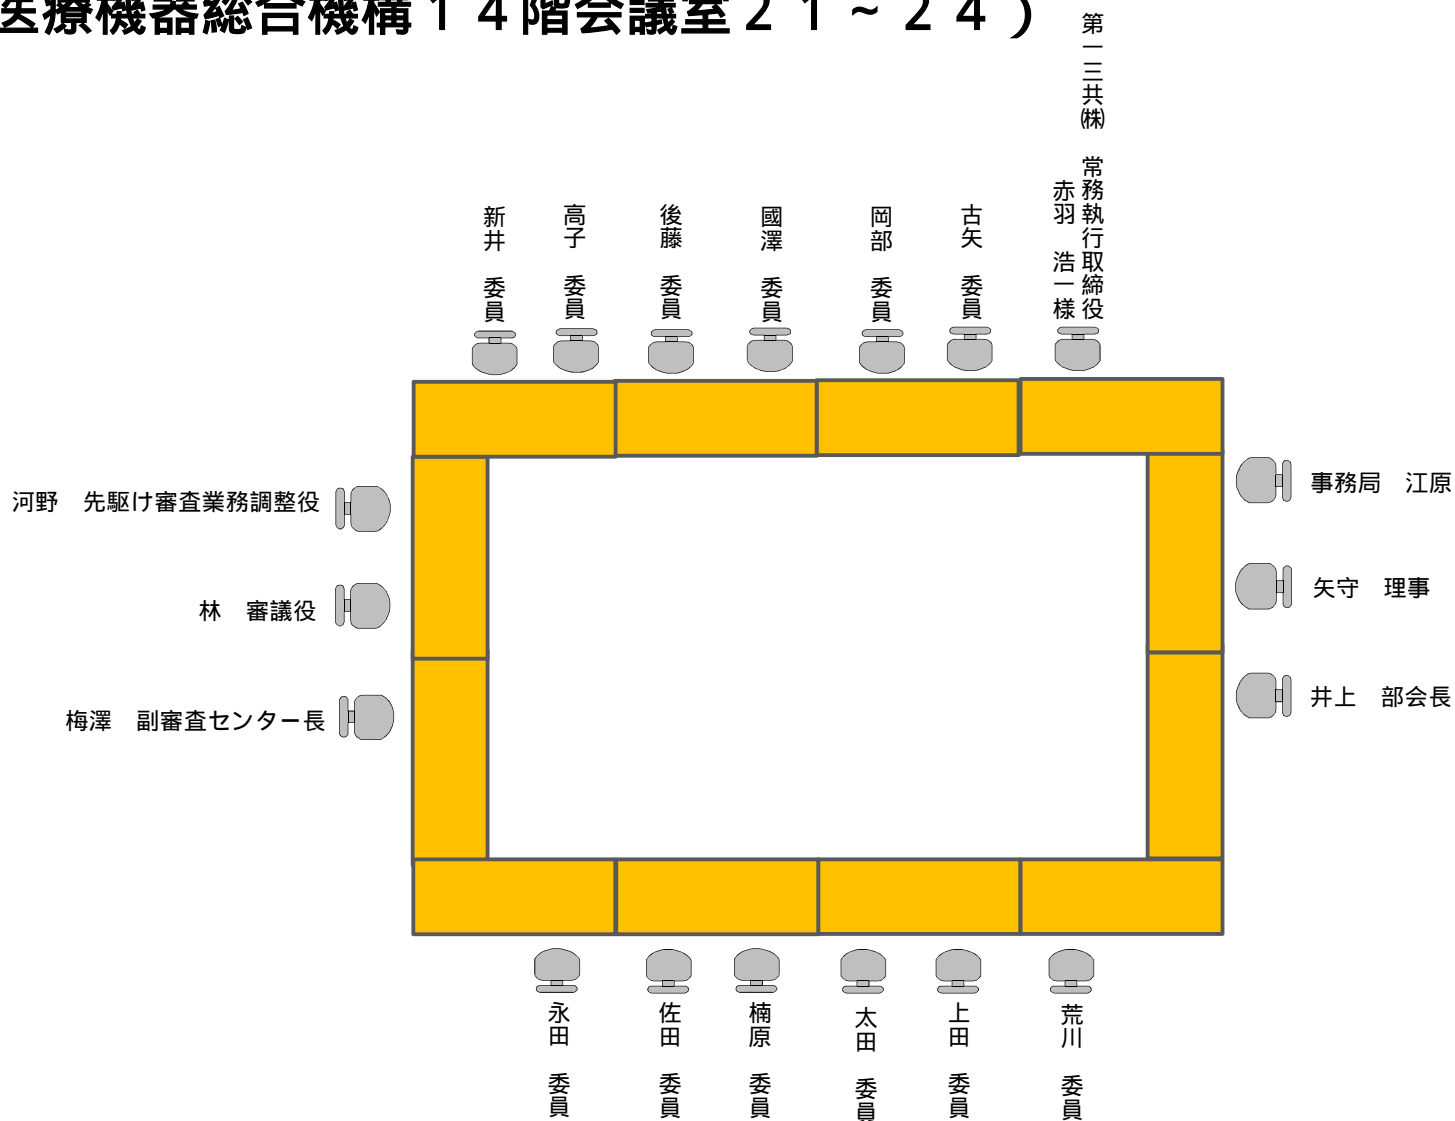 医療機器総合機構１４階会議室２１～２４）
第一三共㈱　常務執行取締役
赤羽　浩一様
新井　委員
高子　委員
後藤　委員
國澤　委員
岡部　委員
古矢　委員
河野　先駆け審査業務調整役
林　審議役
梅澤　副審査センター長
事務局　江原
矢守　理事
井上　部会長
永田　委員
佐田　委員
楠原　委員
太田　委員
上田　委員
荒川　委員